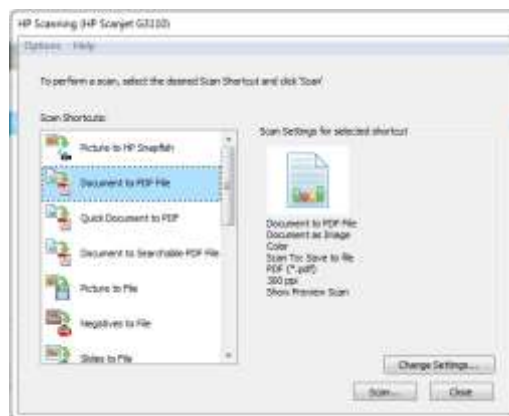 HP Scanning (HP Scanjet G3110)
Options Help
To perform a scan, select the desired Scan Shortcut and click 'Scan'
Scan Shortcuts:
Picture to HP Snapfish
Document to PDF File
Quick Document to PDF
Document to Searchable PDF File
Picture to File
Negatives to File
Slides to File
Scan Settings for selected shortcut
Document to PDF File
Document as Image
Color
Scan To: Save to file
PDF (*.pdf)
300 ppi
Show Preview Scan
Change Settings...
Scan...
Close